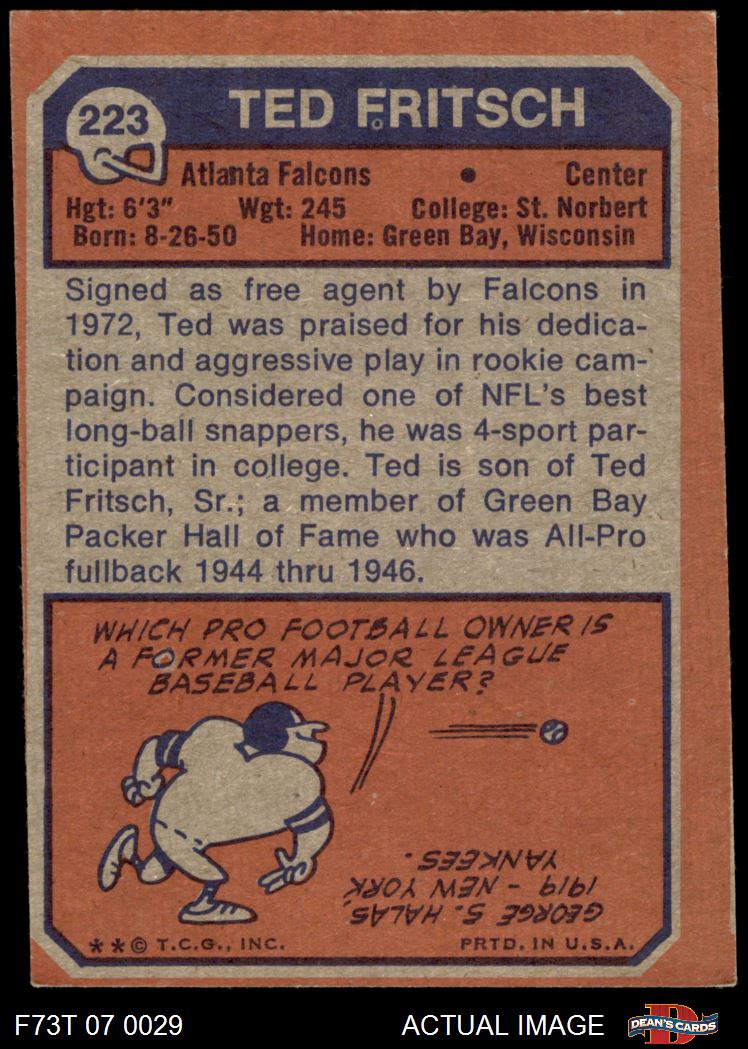 223
TED FRITSCH
Atlanta Falcons • Center
Hgt: 6'3" Wgt: 245 College: St. Norbert
Born: 8-26-50 Home: Green Bay, Wisconsin
Signed as free agent by Falcons in
1972, Ted was praised for his dedica-
tion and aggressive play in rookie cam-
paign. Considered one of NFL's best
long-ball snappers, he was 4-sport par-
ticipant in college. Ted is son of Ted
Fritsch, Sr.; a member of Green Bay
Packer Hall of Fame who was All-Pro
fullback 1944 thru 1946.
WHICH PRO FOOTBALL OWNER IS
A FORMER MAJOR LEAGUE
BASEBALL PLAYER?
GEORGE S. HALAS,
1919 - NEW YORK
YANKEES.
**© T.C.G., INC. PRTD. IN U.S.A.
F73T 07 0029 ACTUAL IMAGE
D
DEAN'S CARDS